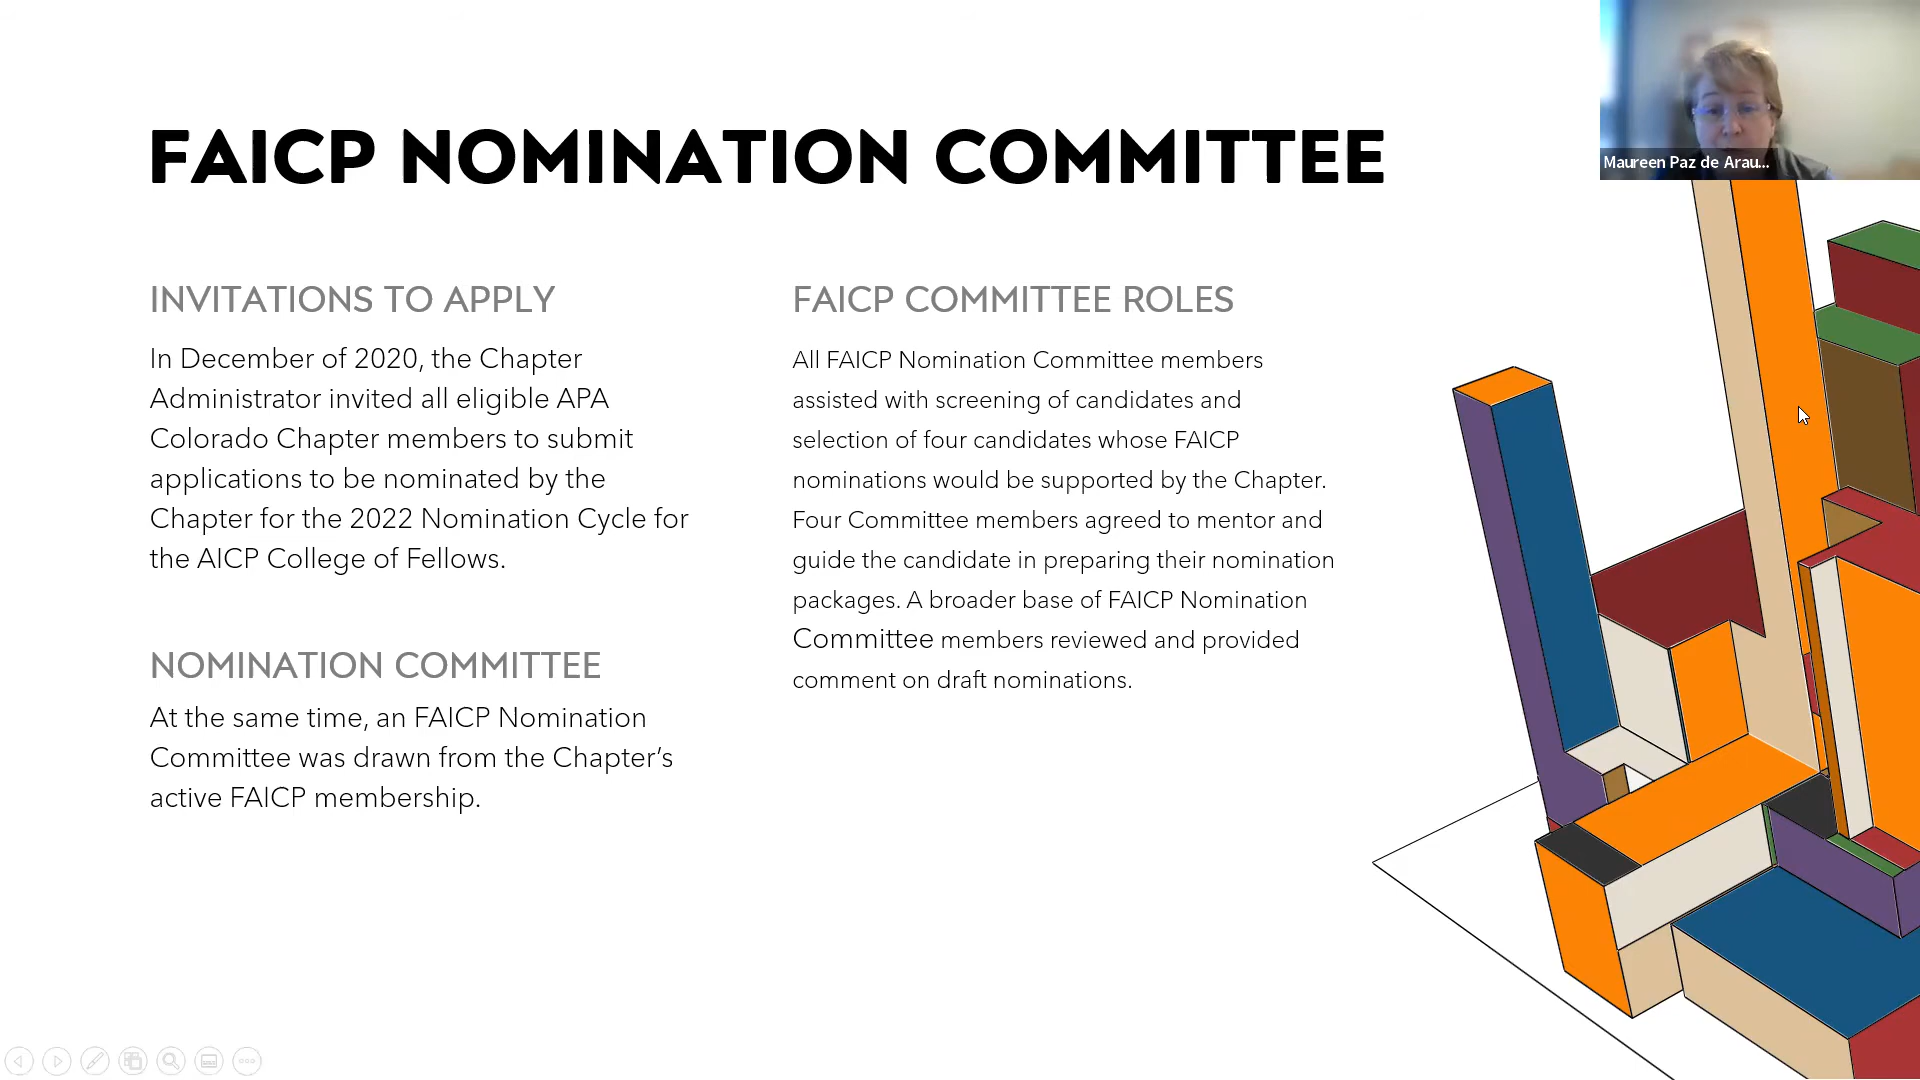 FAICP NOMINATION COMMITTEE
INVITATIONS TO APPLY
In December of 2020, the Chapter
Administrator invited all eligible APA
Colorado Chapter members to submit
applications to be nominated by the
Chapter for the 2022 Nomination Cycle for
the AICP College of Fellows.
NOMINATION COMMITTEE
At the same time, an FAICP Nomination
Committee was drawn from the Chapter’s
active FAICP membership.
FAICP COMMITTEE ROLES
All FAICP Nomination Committee members
assisted with screening of candidates and
selection of four candidates whose FAICP
nominations would be supported by the Chapter.
Four Committee members agreed to mentor and
guide the candidate in preparing their nomination
packages. A broader base of FAICP Nomination
Committee members reviewed and provided
comment on draft nominations.
Maureen Paz de Arau...